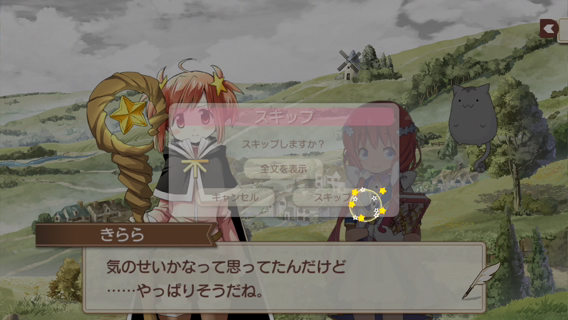 スキップ
スキップしますか？
全文を表示
キャンセル
スキップ
きらら
気のせいかなって思ってたんだけど
……やっぱりそうだね。